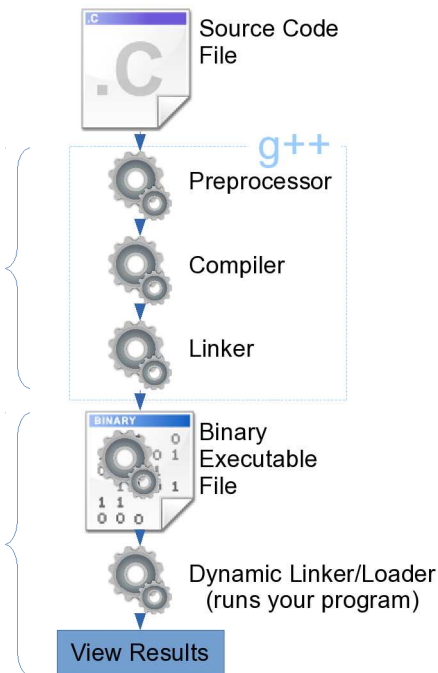 .C
.C
Source Code
File
g++
Preprocessor
Compiler
Linker
BINARY
Binary
Executable
File
0
0 1
1
1 1
0 0 0
Dynamic Linker/Loader
(runs your program)
View Results